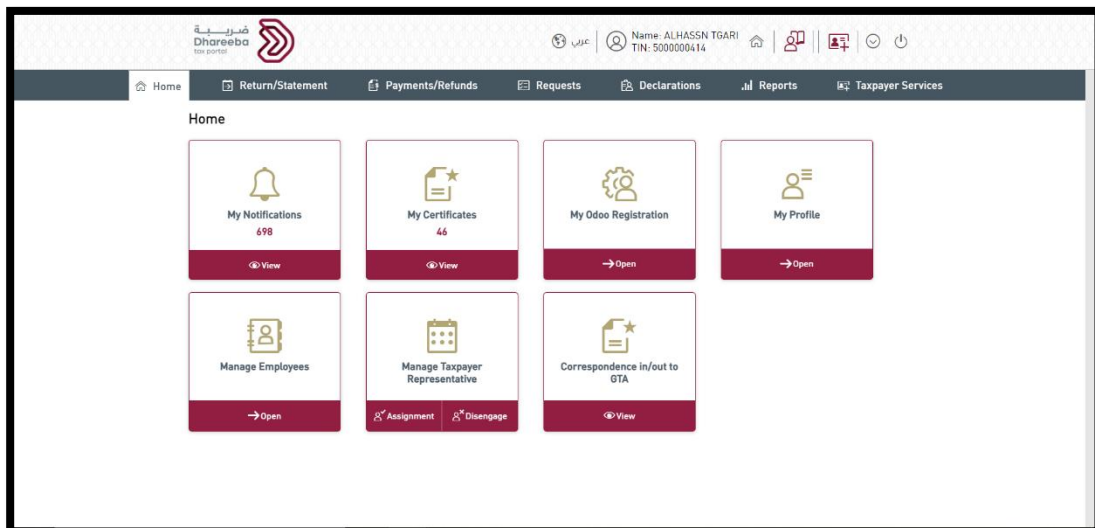 ضريبة
Dhareeba
tax portal
عربي
Name: ALHASSN TGARI
TIN: 5000000414
Home
Return/Statement
Payments/Refunds
Requests
Declarations
Reports
Taxpayer Services
Home
My Notifications
698
View
My Certificates
46
View
My Odoo Registration
Open
My Profile
Open
Manage Employees
Open
Manage Taxpayer
Representative
Assignment
Disengage
Correspondence in/out to
GTA
View